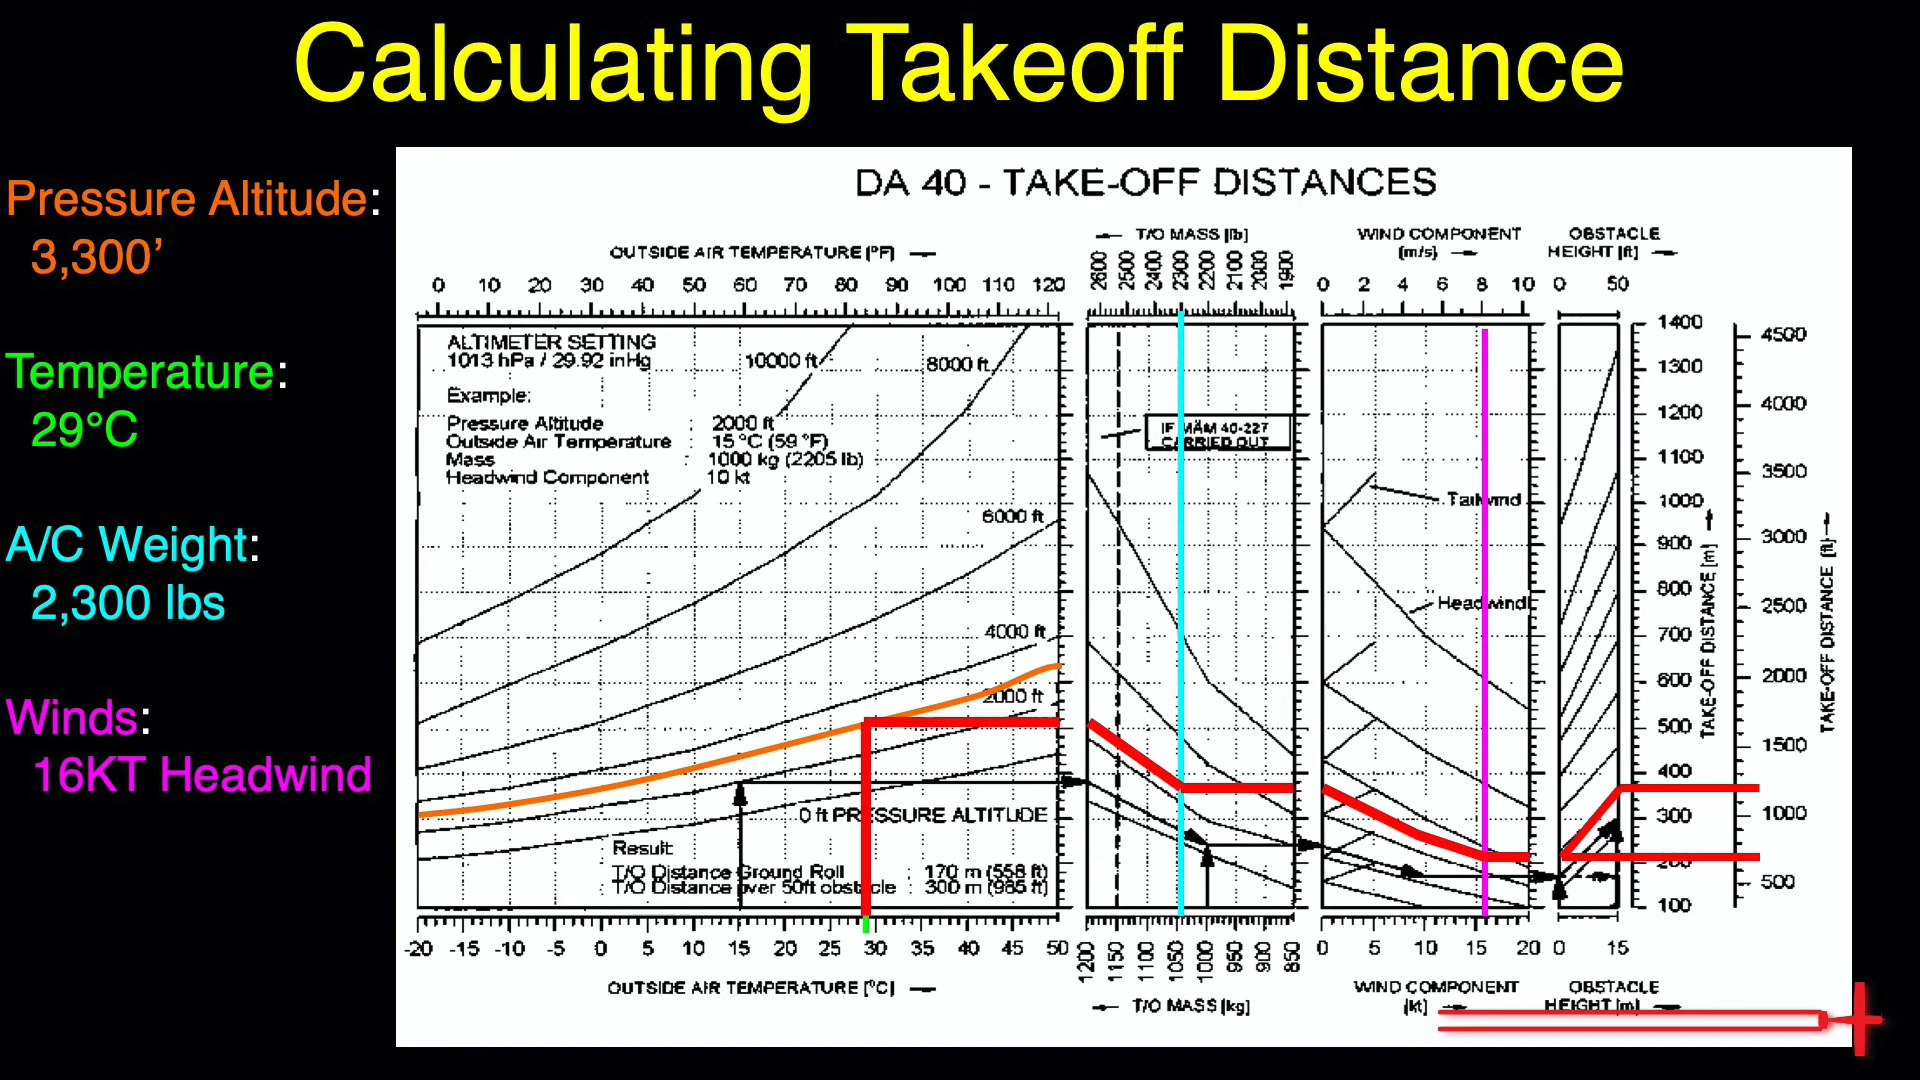 Calculating Takeoff Distance
Pressure Altitude:
3,300’
Temperature:
29°C
A/C Weight:
2,300 lbs
Winds:
16KT Headwind
DA 40 - TAKE-OFF DISTANCES
OUTSIDE AIR TEMPERATURE [°F]
0 10 20 30 40 50 60 70 80 90 100 110 120
T/O MASS [lb]
2600 2500 2400 2300 2200 2100 2000 1900
WIND COMPONENT
[m/s]
0 2 4 6 8 10
OBSTACLE
HEIGHT [ft]
0 50
ALTIMETER SETTING
1013 hPa / 29.92 inHg
Example:
Pressure Altitude : 2000 ft
Outside Air Temperature : 15 °C (59 °F)
Mass : 1000 kg (2205 lb)
Headwind Component 10 kt
10000 ft
8000 ft
6000 ft
4000 ft
2000 ft
0 ft PRESSURE ALTITUDE
Result:
T/O Distance Ground Roll : 170 m (558 ft)
T/O Distance over 50ft obstacle : 300 m (985 ft)
IF MÄM 40-227
CARRIED OUT
Tailwind
Headwind
1400
1300
1200
1100
1000
900
800
700
600
500
400
300
200
100
TAKE-OFF DISTANCE [m]
4500
4000
3500
3000
2500
2000
1500
1000
500
TAKE-OFF DISTANCE [ft]
-20 -15 -10 -5 0 5 10 15 20 25 30 35 40 45 50
OUTSIDE AIR TEMPERATURE [°C]
1200 1150 1100 1050 1000 950 900 850
T/O MASS [kg]
0 5 10 15 20
WIND COMPONENT
[kt]
0 15
OBSTACLE
HEIGHT [m]